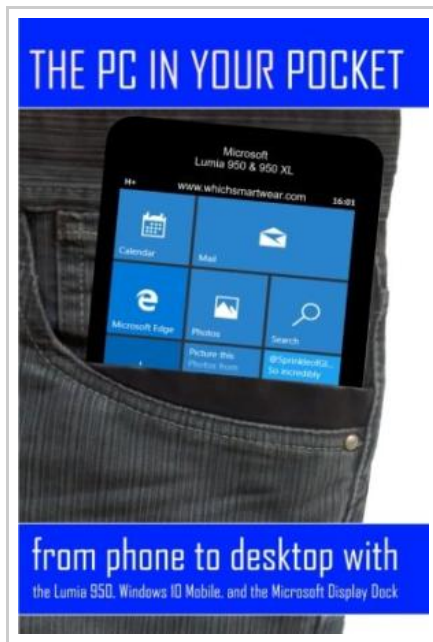 THE PC IN YOUR POCKET
Microsoft
Lumia 950 & 950 XL
H+ www.whichsmartwear.com 16:01
Calendar
Mail
Microsoft Edge
Photos
Search
Picture this
Photos from
@SprinkleofGl...
So incredibly
from phone to desktop with
the Lumia 950, Windows 10 Mobile, and the Microsoft Display Dock